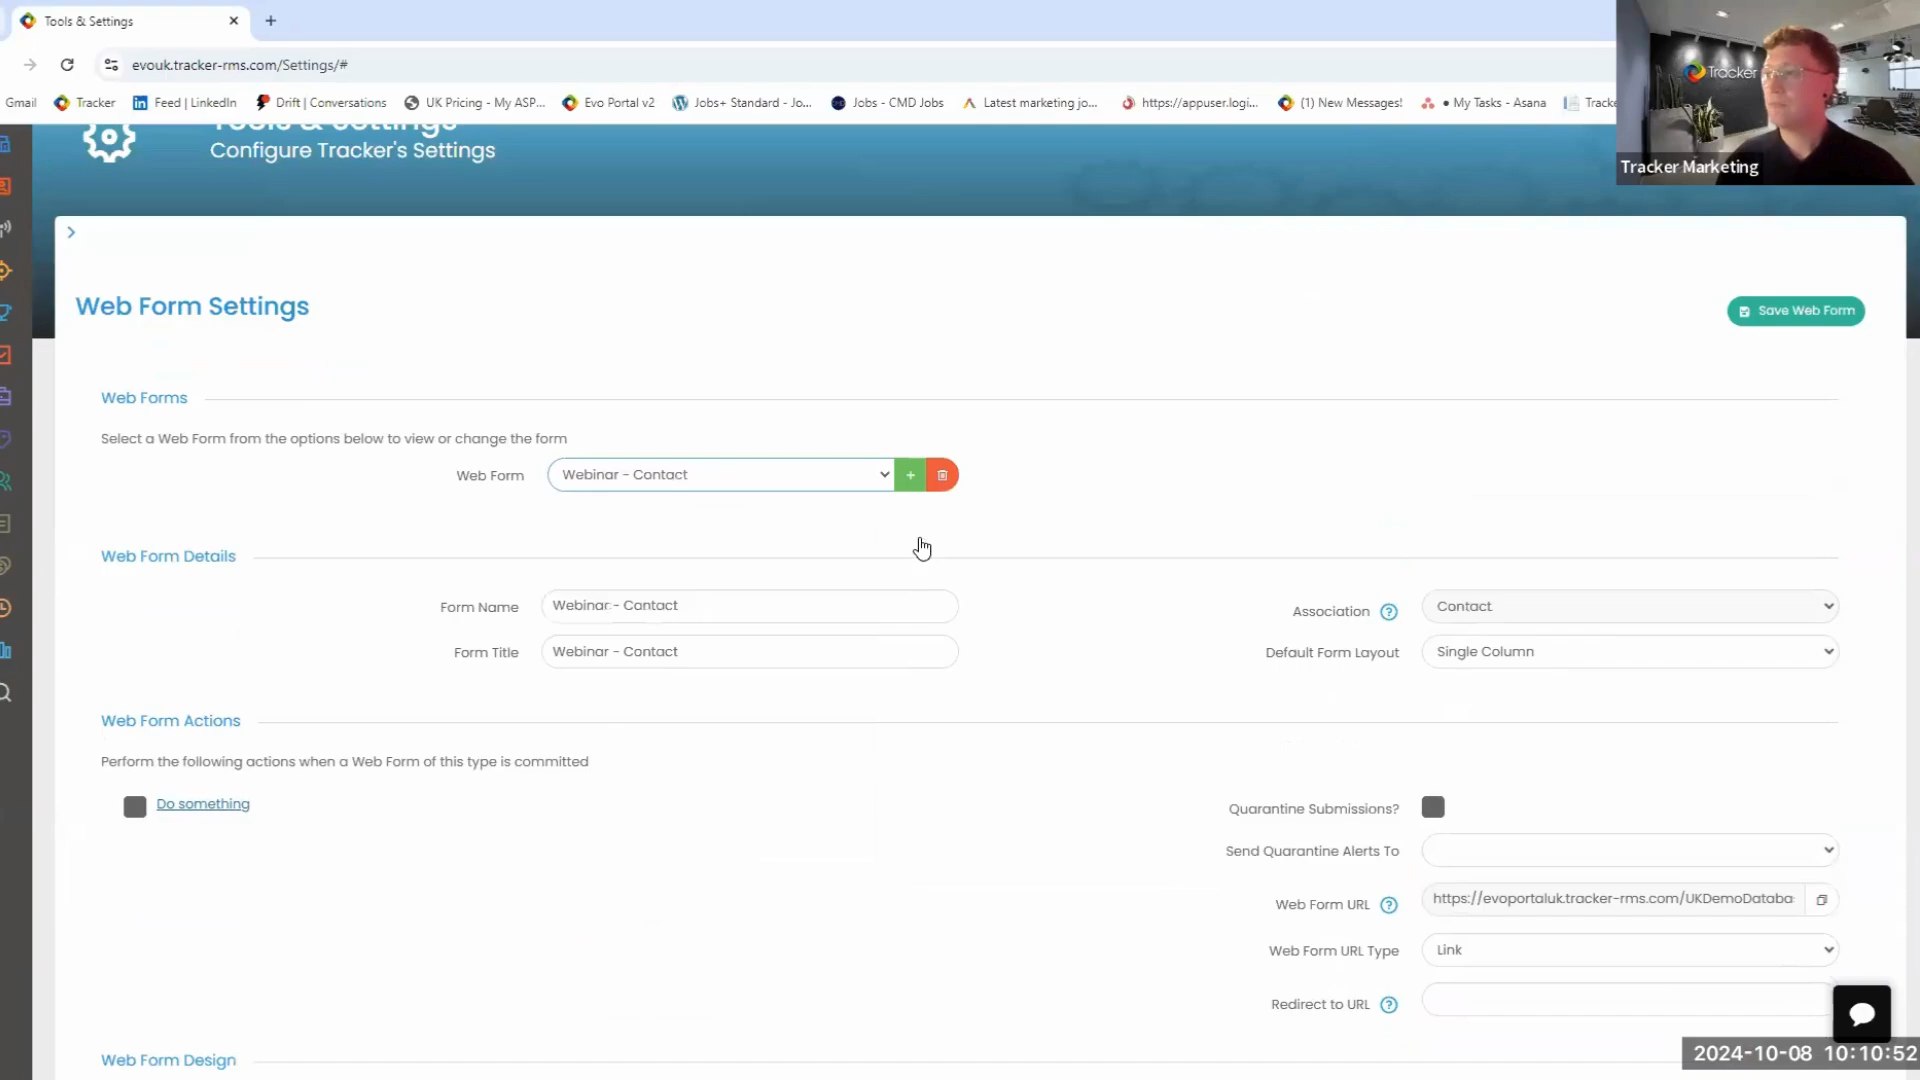 Tools & Settings
evouk.tracker-rms.com/Settings/#
Gmail
Tracker
Feed | LinkedIn
Drift | Conversations
UK Pricing - My ASP...
Evo Portal v2
Jobs+ Standard - Jo...
Jobs - CMD Jobs
Latest marketing jo...
https://appuser.logi...
(1) New Messages!
• My Tasks - Asana
Tracke
Tracker
Tracker Marketing
Tools & Settings
Configure Tracker's Settings
Web Form Settings
Save Web Form
Web Forms
Select a Web Form from the options below to view or change the form
Web Form
Webinar - Contact
+
Web Form Details
Form Name
Webinar - Contact
Association ?
Contact
Form Title
Webinar - Contact
Default Form Layout
Single Column
Web Form Actions
Perform the following actions when a Web Form of this type is committed
Do something
Quarantine Submissions?
Send Quarantine Alerts To
Web Form URL ?
https://evoportaluk.tracker-rms.com/UKDemoDataba
Web Form URL Type
Link
Redirect to URL ?
Web Form Design
2024-10-08 10:10:52